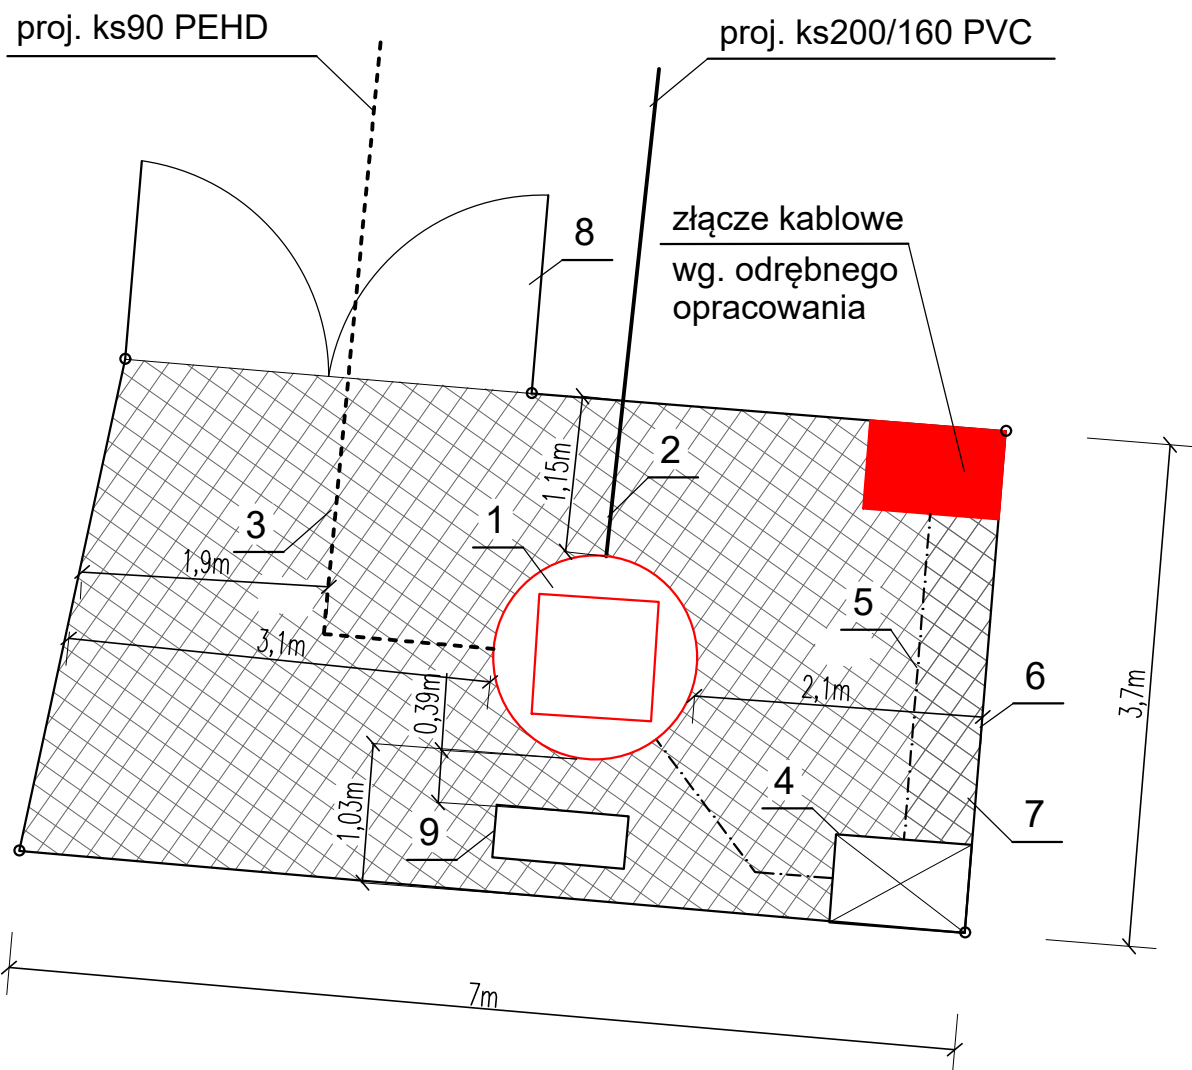 proj. ks90 PEHD
proj. ks200/160 PVC
złącze kablowe
wg. odrębnego
opracowania
8
2
1,15m
1
3
1,9m
5
3,1m
2,1m
6
0,39m
3,7m
4
7
1,03m
9
7m